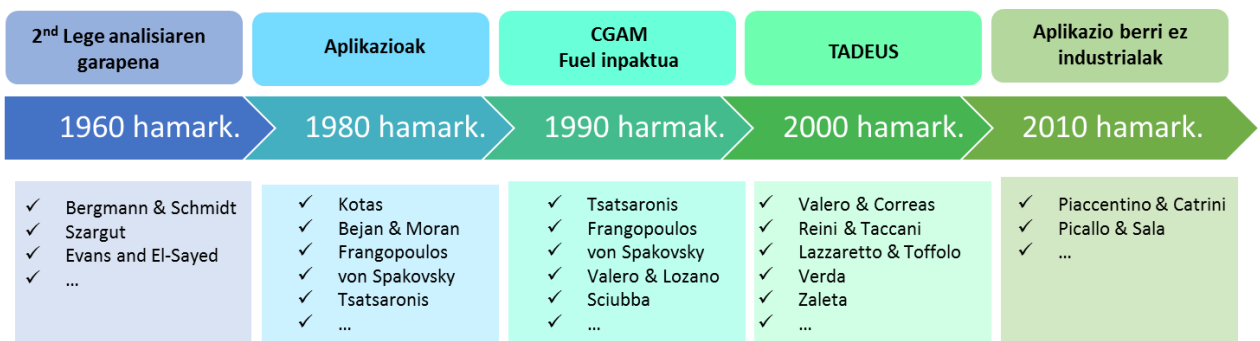 2nd Lege analisiaren
garapena
Aplikazioak
CGAM
Fuel inpaktua
TADEUS
Aplikazio berri ez
industrialak
1960 hamark.
1980 hamark.
1990 harmak.
2000 hamark.
2010 hamark.
✓ Bergmann & Schmidt
✓ Szargut
✓ Evans and El-Sayed
✓ ...
✓ Kotas
✓ Bejan & Moran
✓ Frangopoulos
✓ von Spakovsky
✓ Tsatsaronis
✓ ...
✓ Tsatsaronis
✓ Frangopoulos
✓ von Spakovsky
✓ Valero & Lozano
✓ Sciubba
✓ ...
✓ Valero & Correas
✓ Reini & Taccani
✓ Lazzaretto & Toffolo
✓ Verda
✓ Zaleta
✓ ...
✓ Piaccentino & Catrini
✓ Picallo & Sala
✓ ...